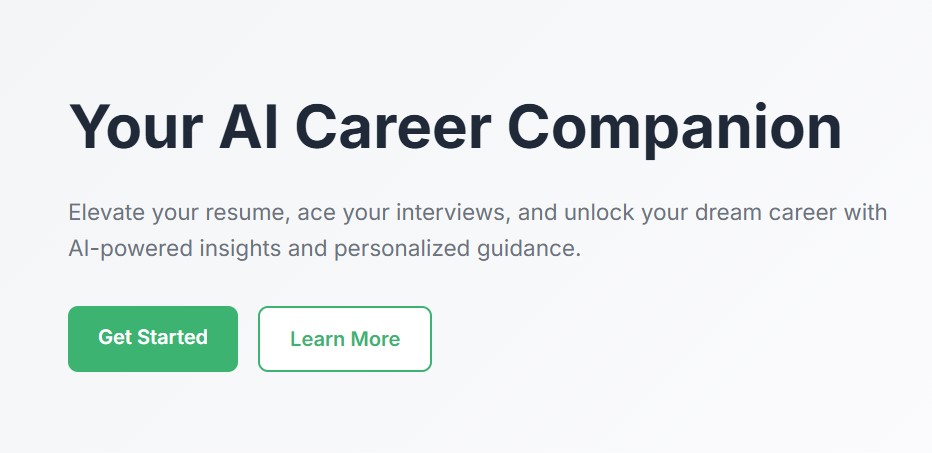 Your AI Career Companion
Elevate your resume, ace your interviews, and unlock your dream career with
AI-powered insights and personalized guidance.
Get Started
Learn More